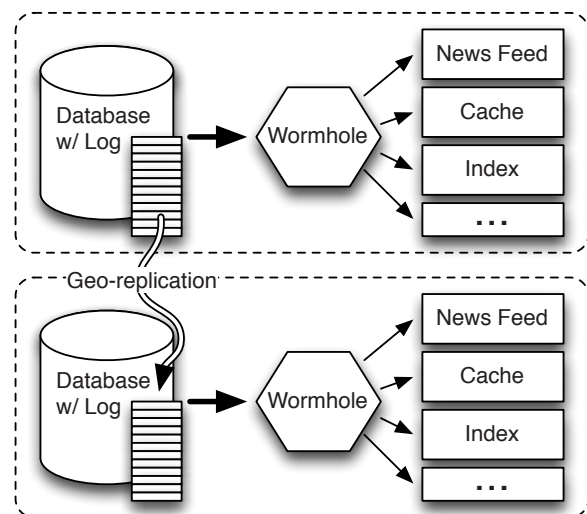 Database
w/ Log
Wormhole
News Feed
Cache
Index
...
Geo-replication
Database
w/ Log
Wormhole
News Feed
Cache
Index
...